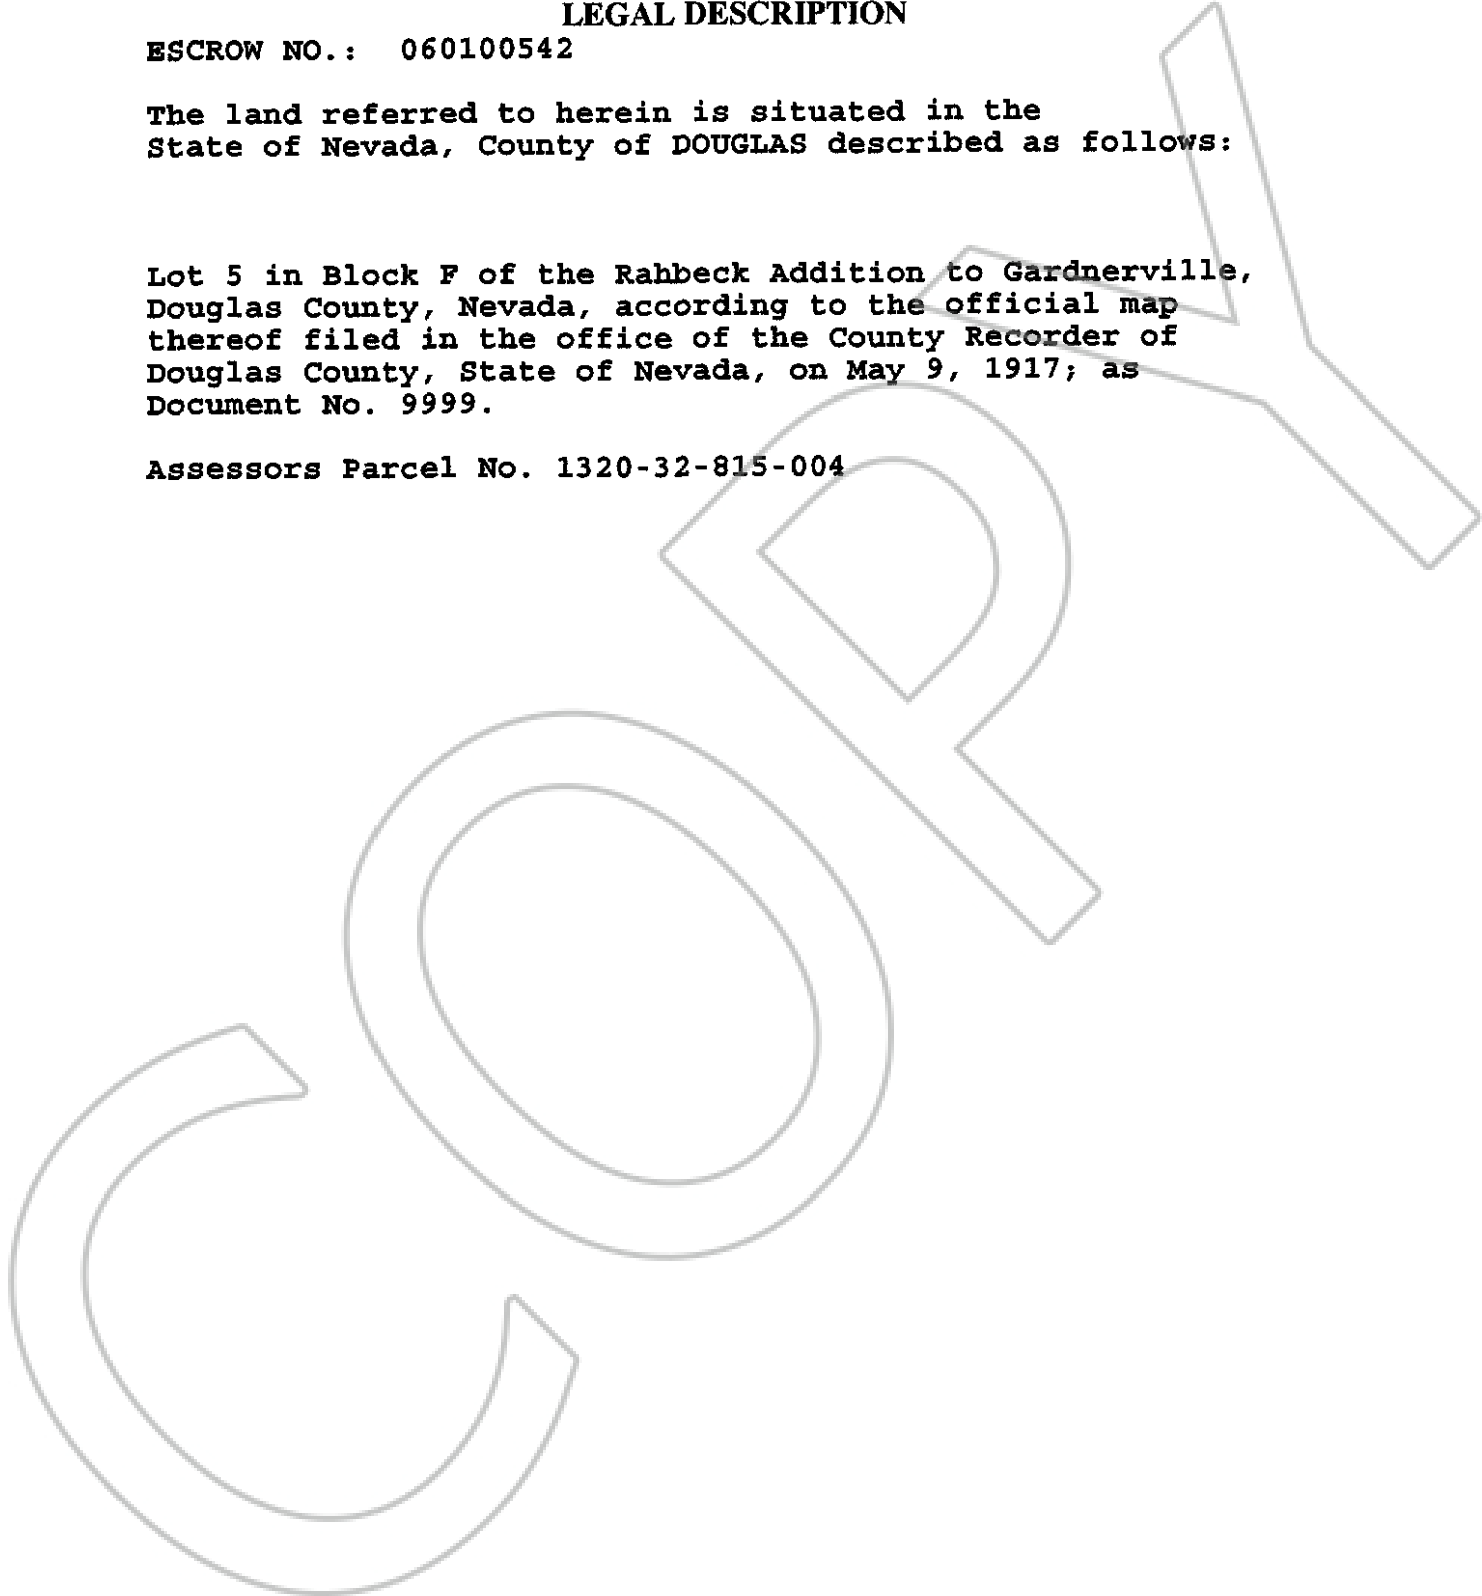 LEGAL DESCRIPTION
ESCROW NO.: 060100542
The land referred to herein is situated in the
State of Nevada, County of DOUGLAS described as follows:
Lot 5 in Block F of the Rahbeck Addition to Gardnerville,
Douglas County, Nevada, according to the official map
thereof filed in the office of the County Recorder of
Douglas County, State of Nevada, on May 9, 1917; as
Document No. 9999.
Assessors Parcel No. 1320-32-815-004
COPY